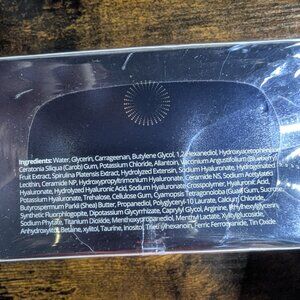 Ingredients: Water, Glycerin, Carrageenan, Butylene Glycol, 1,2-Hexanediol, Hydroxyacetophenone,
Ceratonia Siliqua (Carob) Gum, Potassium Chloride, Allantoin, Vaccinium Angustifolium (Blueberry)
Fruit Extract, Spirulina Platensis Extract, Hydrolyzed Extensin, Sodium Hyaluronate, Hydrogenated
Lecithin, Ceramide NP, Hydroxypropyltrimonium Hyaluronate, Ceramide NS, Sodium Acetylated
Hyaluronate, Hydrolyzed Hyaluronic Acid, Sodium Hyaluronate Crosspolymer, Hyaluronic Acid,
Potassium Hyaluronate, Trehalose, Cellulose Gum, Cyamopsis Tetragonoloba (Guar) Gum, Sucrose,
Butyrospermum Parkii (Shea) Butter, Propanediol, Polyglyceryl-10 Laurate, Calcium Chloride,
Synthetic Fluorphlogopite, Dipotassium Glycyrrhizate, Caprylyl Glycol, Arginine, Ethylhexylglycerin,
Sodium Phytate, Titanium Dioxide, Menthoxypropanediol, Menthyl Lactate, Xylitylglucoside,
Anhydroxylitol, Betaine, xylitol, Taurine, Inositol, Triethylhexanoin, Ferric Ferrocyanide, Tin Oxide.